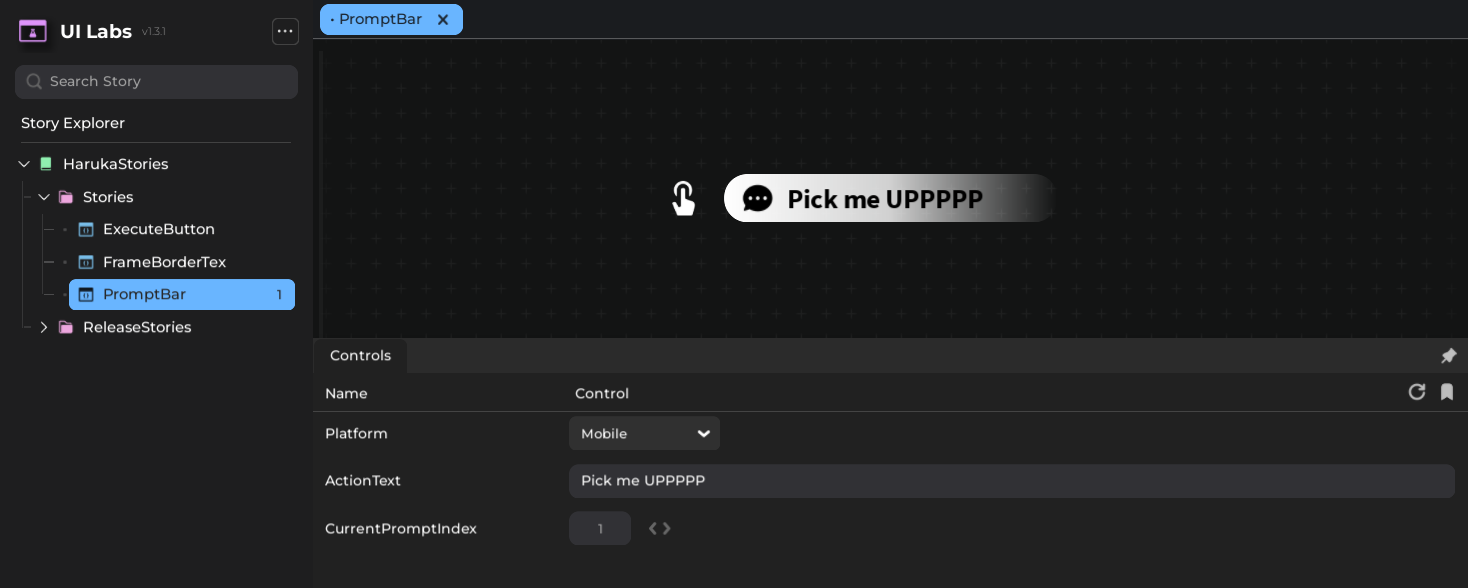 UI Labs v1.3.1
Search Story
Story Explorer
HarukaStories
Stories
ExecuteButton
FrameBorderTex
PromptBar 1
ReleaseStories
· PromptBar
Pick me UPPPPP
Controls
Name Control
Platform Mobile
ActionText Pick me UPPPPP
CurrentPromptIndex 1